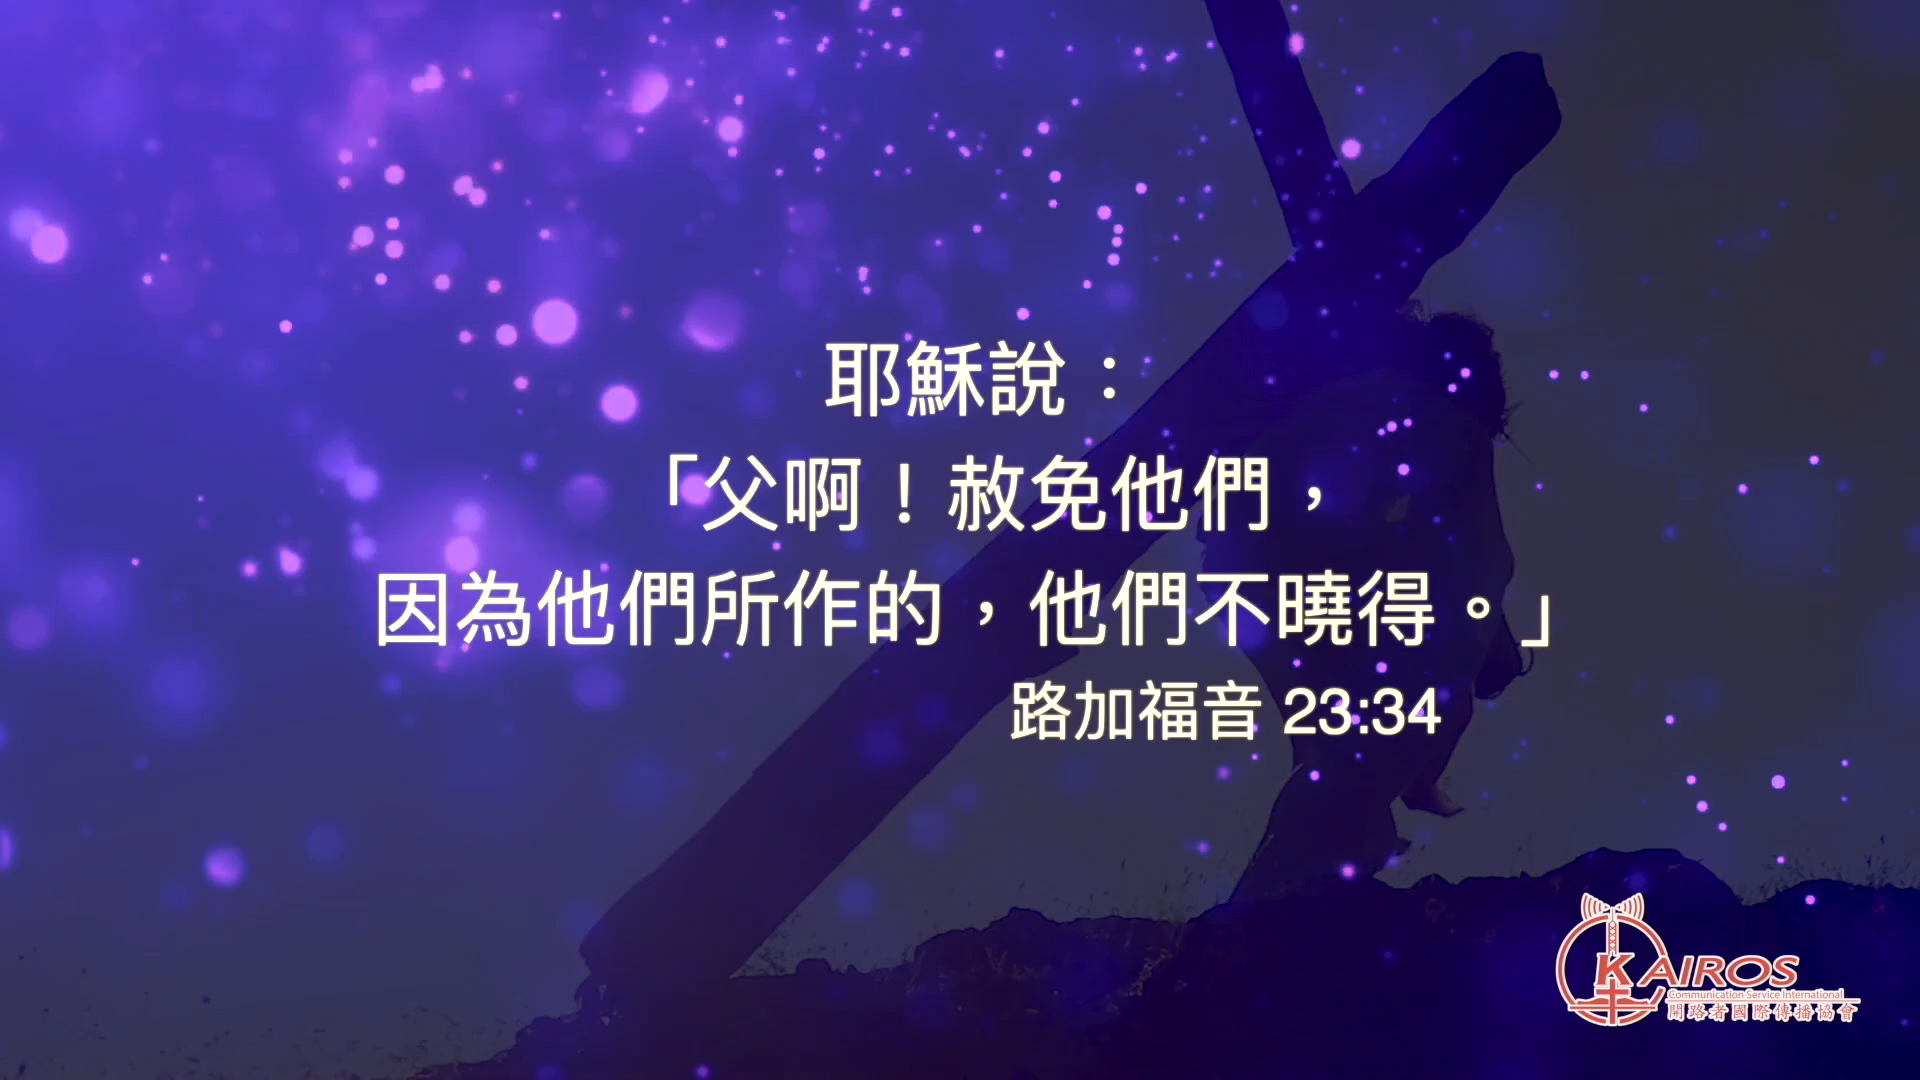 耶穌說：
「父啊！赦免他們，
因為他們所作的，他們不曉得。」
路加福音 23:34
KAIROS
Communication Service International
開路者國際傳播協會